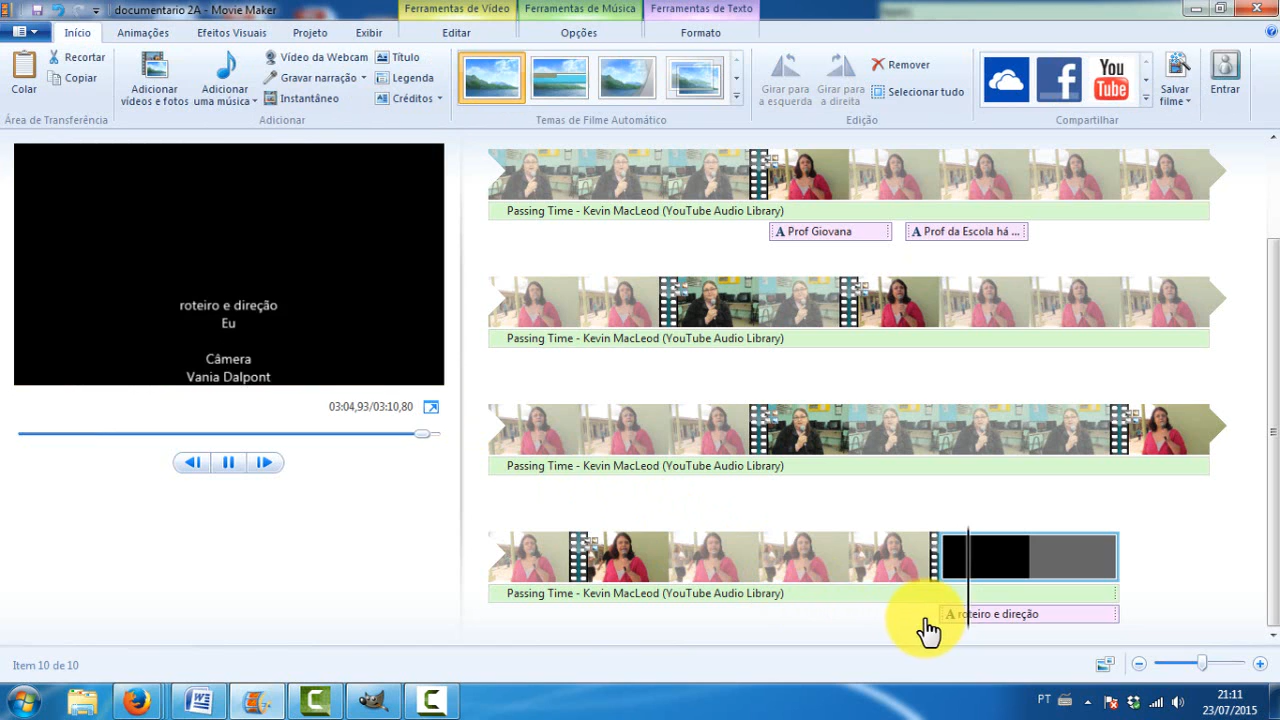 documentario 2A - Movie Maker
Ferramentas de Vídeo
Ferramentas de Música
Ferramentas de Texto
Início
Animações
Efeitos Visuais
Projeto
Exibir
Editar
Opções
Formato
Colar
Recortar
Copiar
Área de Transferência
Adicionar vídeos e fotos
Adicionar uma música
Vídeo da Webcam
Gravar narração
Instantâneo
Título
Legenda
Créditos
Adicionar
Temas de Filme Automático
Girar para a esquerda
Girar para a direita
Remover
Selecionar tudo
Edição
You
Tube
Compartilhar
Salvar filme
Entrar
roteiro e direção
Eu
Câmera
Vania Dalpont
03:04,93/03:10,80
Passing Time - Kevin MacLeod (YouTube Audio Library)
A Prof Giovana
A Prof da Escola há ...
Passing Time - Kevin MacLeod (YouTube Audio Library)
Passing Time - Kevin MacLeod (YouTube Audio Library)
Passing Time - Kevin MacLeod (YouTube Audio Library)
A roteiro e direção
Item 10 de 10
PT
21:11
23/07/2015